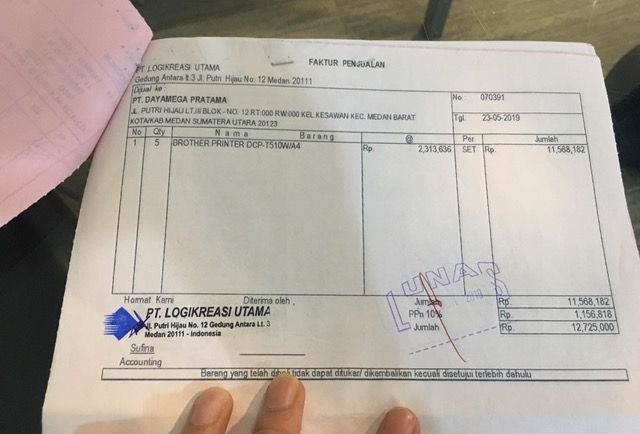 PT. LOGIKREASI UTAMA
FAKTUR PENJUALAN
Gedung Antara lt.3 Jl. Putri Hijau No. 12 Medan 20111
Dijual ke
PT. DAYAMEGA PRATAMA
No 070391
JL. PUTRI HIJAU LT.III BLOK - NO. 12 RT:000 RW:000 KEL.KESAWAN KEC. MEDAN BARAT
KOTA/KAB.MEDAN SUMATERA UTARA 20123
Tgl. 23-05-2019
No Qty Nama Barang @ Per Jumlah
1 5 BROTHER PRINTER DCP-T510W/A4 Rp. 2,313,636 SET Rp. 11,568,182
LUNAS
Hormat Kami Diterima oleh , Jumlah Rp. 11,568,182
PT. LOGIKREASI UTAMA PPn 10% Rp. 1,156,818
Jl. Putri Hijau No. 12 Gedung Antara Lt. 3 Jumlah Rp. 12,725,000
Medan 20111 - Indonesia
Sufina
Accounting
Barang yang telah dibeli tidak dapat ditukar/ dikembalikan kecuali disetujui terlebih dahulu